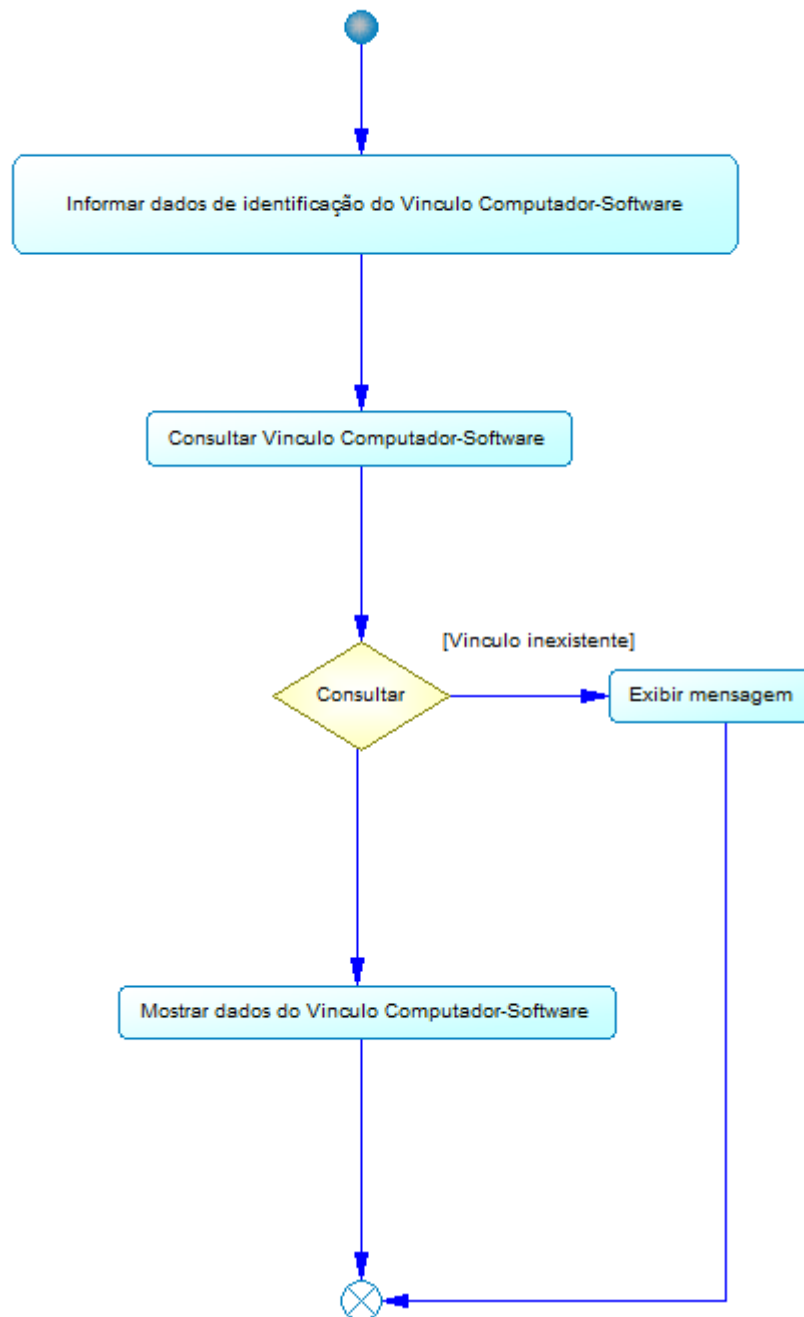 Informar dados de identificação do Vinculo Computador-Software
Consultar Vinculo Computador-Software
[Vinculo inexistente]
Consultar
Exibir mensagem
Mostrar dados do Vinculo Computador-Software